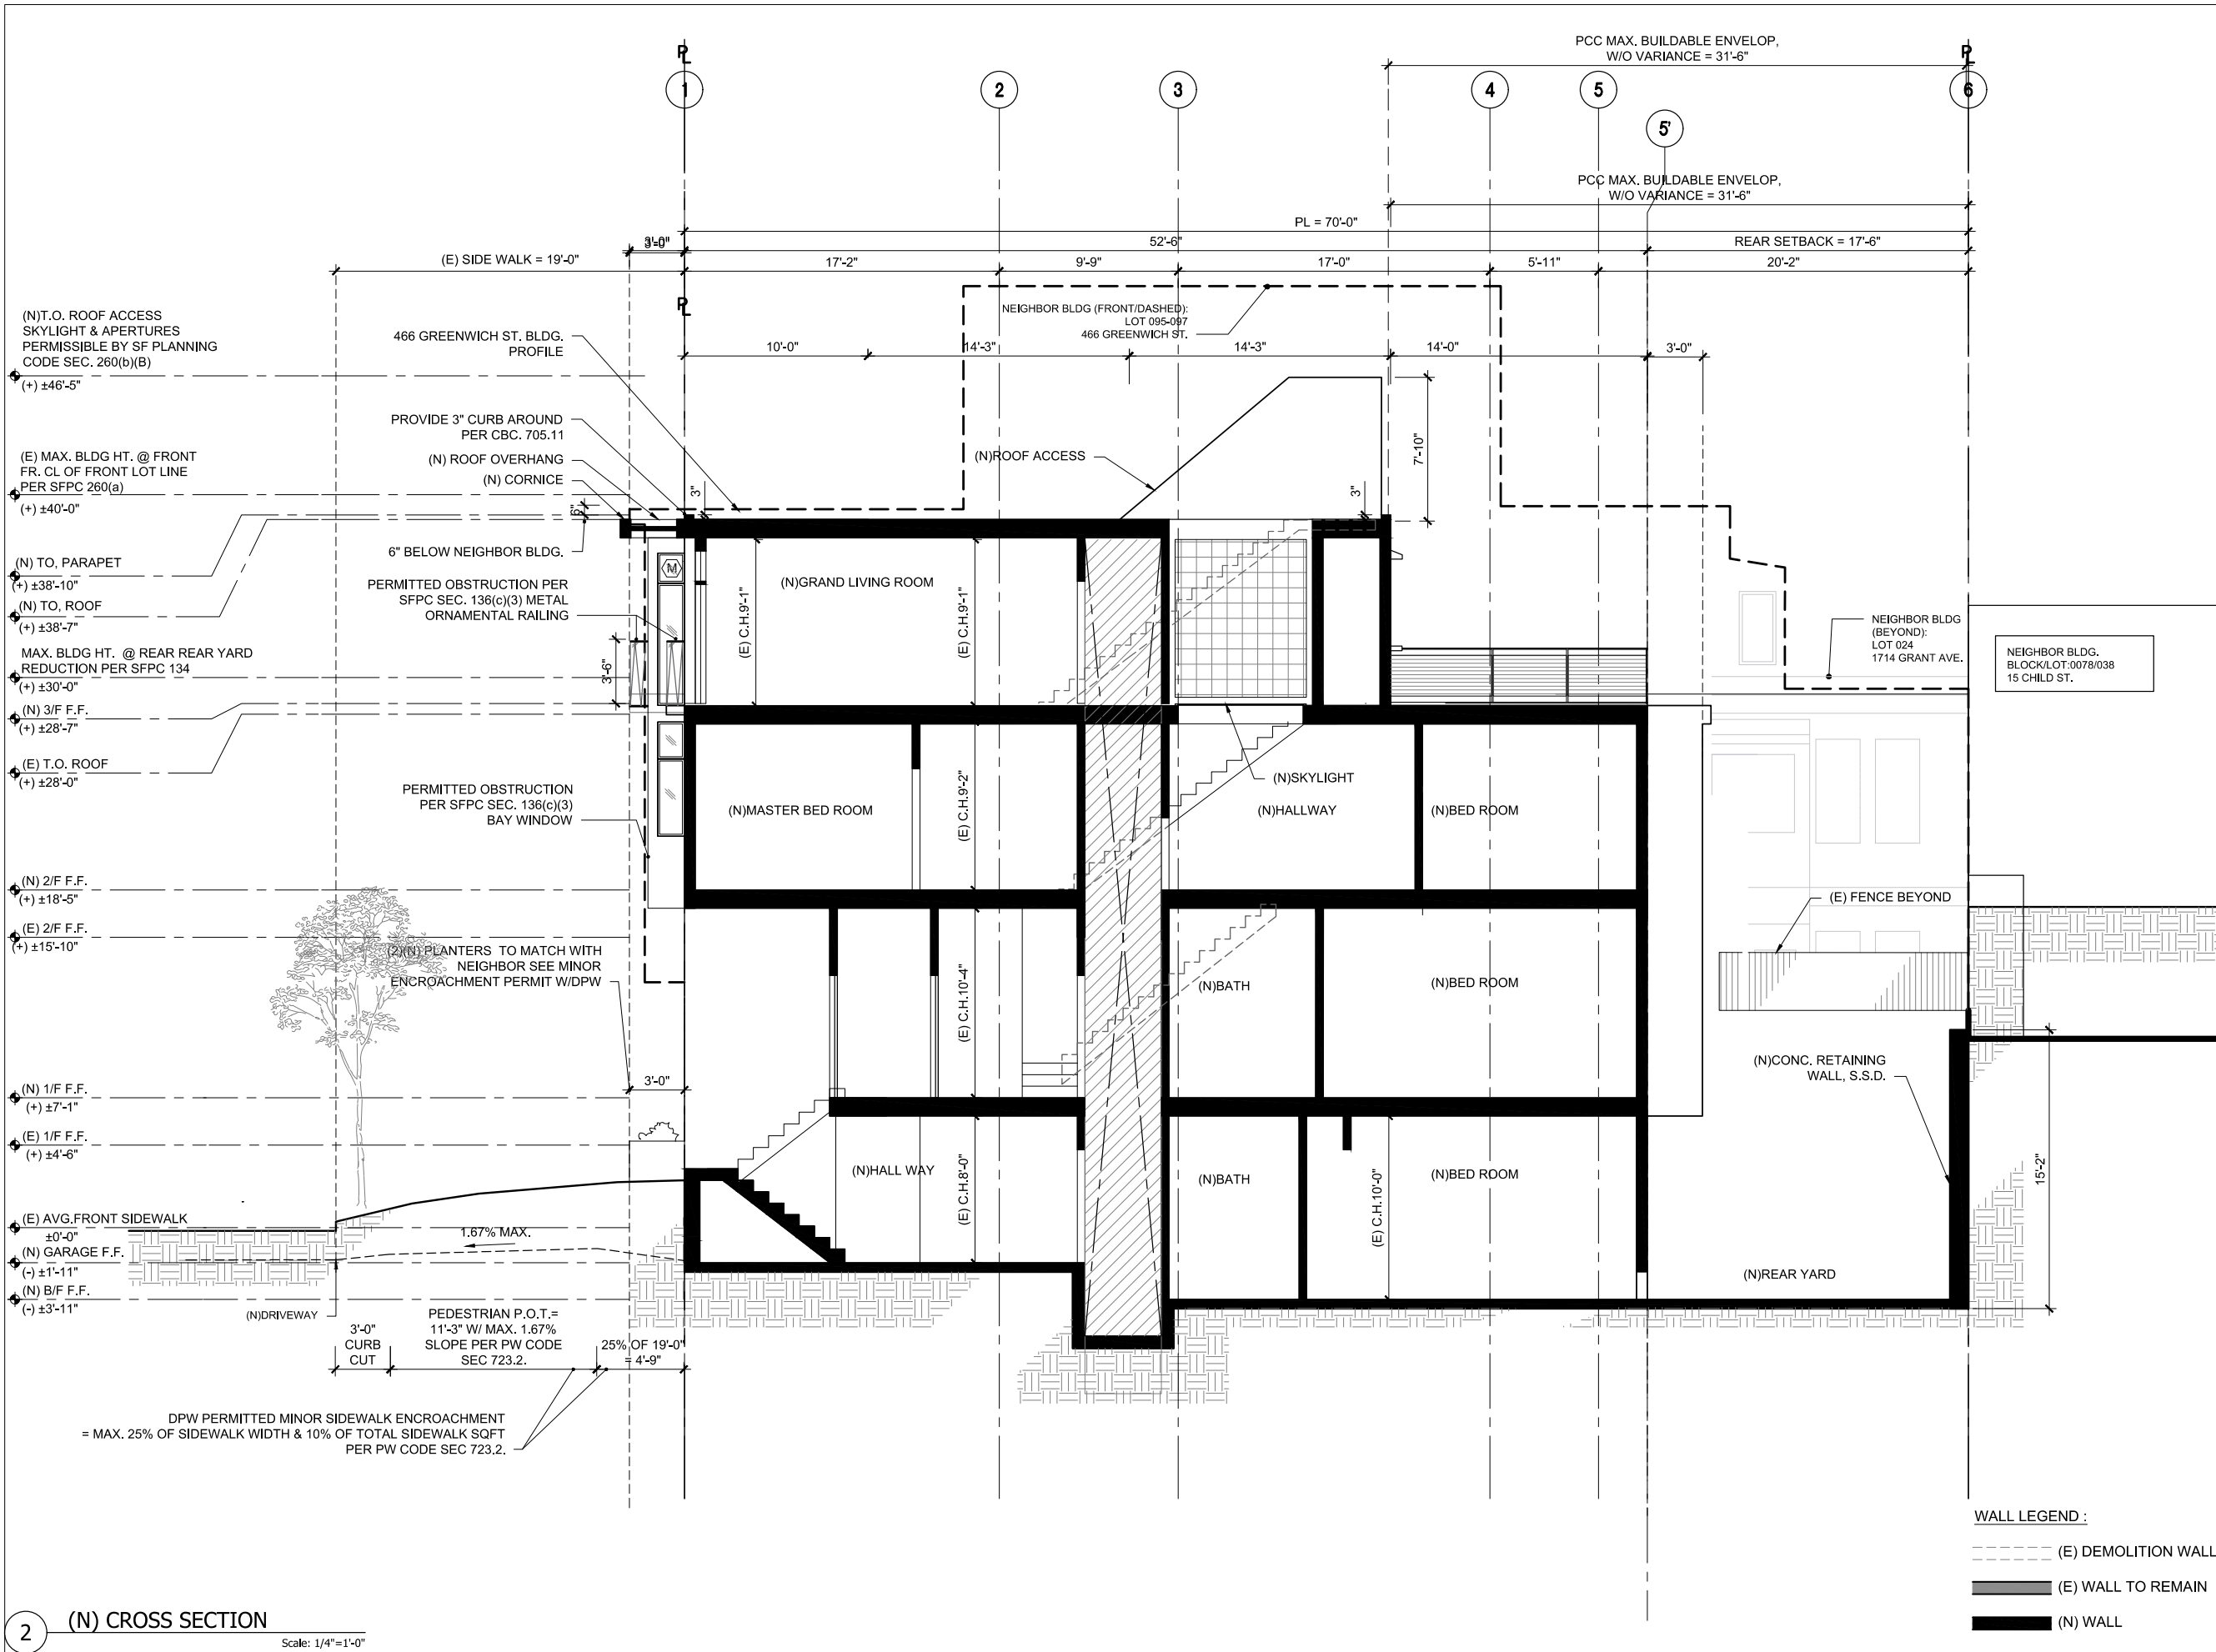 PCC MAX. BUILDABLE ENVELOP,
W/O VARIANCE = 31'-6"
PL
PL
1
2
3
4
5
6
5'
PCC MAX. BUILDABLE ENVELOP,
W/O VARIANCE = 31'-6"
PL = 70'-0"
52'-6"
REAR SETBACK = 17'-6"
(E) SIDE WALK = 19'-0"
17'-2"
9'-9"
17'-0"
5'-11"
20'-2"
PL
NEIGHBOR BLDG (FRONT/DASHED):
LOT 095-097
466 GREENWICH ST.
466 GREENWICH ST. BLDG.
PROFILE
10'-0"
14'-3"
14'-3"
14'-0"
3'-0"
(N)T.O. ROOF ACCESS
SKYLIGHT & APERTURES
PERMISSIBLE BY SF PLANNING
CODE SEC. 260(b)(B)
(+) ±46'-5"
PROVIDE 3" CURB AROUND
PER CBC. 705.11
(N) ROOF OVERHANG
(N) CORNICE
(N)ROOF ACCESS
7'-10"
(E) MAX. BLDG HT. @ FRONT
FR. CL OF FRONT LOT LINE
PER SFPC 260(a)
(+) ±40'-0"
3"
3"
6"
6" BELOW NEIGHBOR BLDG.
(N) TO, PARAPET
(+) ±38'-10"
(N) TO, ROOF
(+) ±38'-7"
PERMITTED OBSTRUCTION PER
SFPC SEC. 136(c)(3) METAL
ORNAMENTAL RAILING
M
(N)GRAND LIVING ROOM
(E) C.H.9'-1"
(E) C.H.9'-1"
3'-6"
NEIGHBOR BLDG
(BEYOND):
LOT 024
1714 GRANT AVE.
NEIGHBOR BLDG.
BLOCK/LOT:0078/038
15 CHILD ST.
MAX. BLDG HT. @ REAR REAR YARD
REDUCTION PER SFPC 134
(+) ±30'-0"
(N) 3/F F.F.
(+) ±28'-7"
(E) T.O. ROOF
(+) ±28'-0"
PERMITTED OBSTRUCTION
PER SFPC SEC. 136(c)(3)
BAY WINDOW
(N)MASTER BED ROOM
(E) C.H.9'-2"
(N)SKYLIGHT
(N)HALLWAY
(N)BED ROOM
(N) 2/F F.F.
(+) ±18'-5"
(E) 2/F F.F.
(+) ±15'-10"
(2)(N) PLANTERS TO MATCH WITH
NEIGHBOR SEE MINOR
ENCROACHMENT PERMIT W/DPW
(E) C.H.10'-4"
(N)BATH
(N)BED ROOM
(E) FENCE BEYOND
(N)CONC. RETAINING
WALL, S.S.D.
3'-0"
(N) 1/F F.F.
(+) ±7'-1"
(E) 1/F F.F.
(+) ±4'-6"
(N)HALL WAY
(E) C.H.8'-0"
(N)BATH
(E) C.H.10'-0"
(N)BED ROOM
15'-2"
(E) AVG.FRONT SIDEWALK
±0'-0"
(N) GARAGE F.F.
(-) ±1'-11"
(N) B/F F.F.
(-) ±3'-11"
1.67% MAX.
(N)REAR YARD
(N)DRIVEWAY
3'-0"
CURB
CUT
PEDESTRIAN P.O.T.=
11'-3" W/ MAX. 1.67%
SLOPE PER PW CODE
SEC 723.2.
25% OF 19'-0"
= 4'-9"
DPW PERMITTED MINOR SIDEWALK ENCROACHMENT
= MAX. 25% OF SIDEWALK WIDTH & 10% OF TOTAL SIDEWALK SQFT
PER PW CODE SEC 723.2.
WALL LEGEND :
(E) DEMOLITION WALL
(E) WALL TO REMAIN
(N) WALL
2
(N) CROSS SECTION
Scale: 1/4"=1'-0"